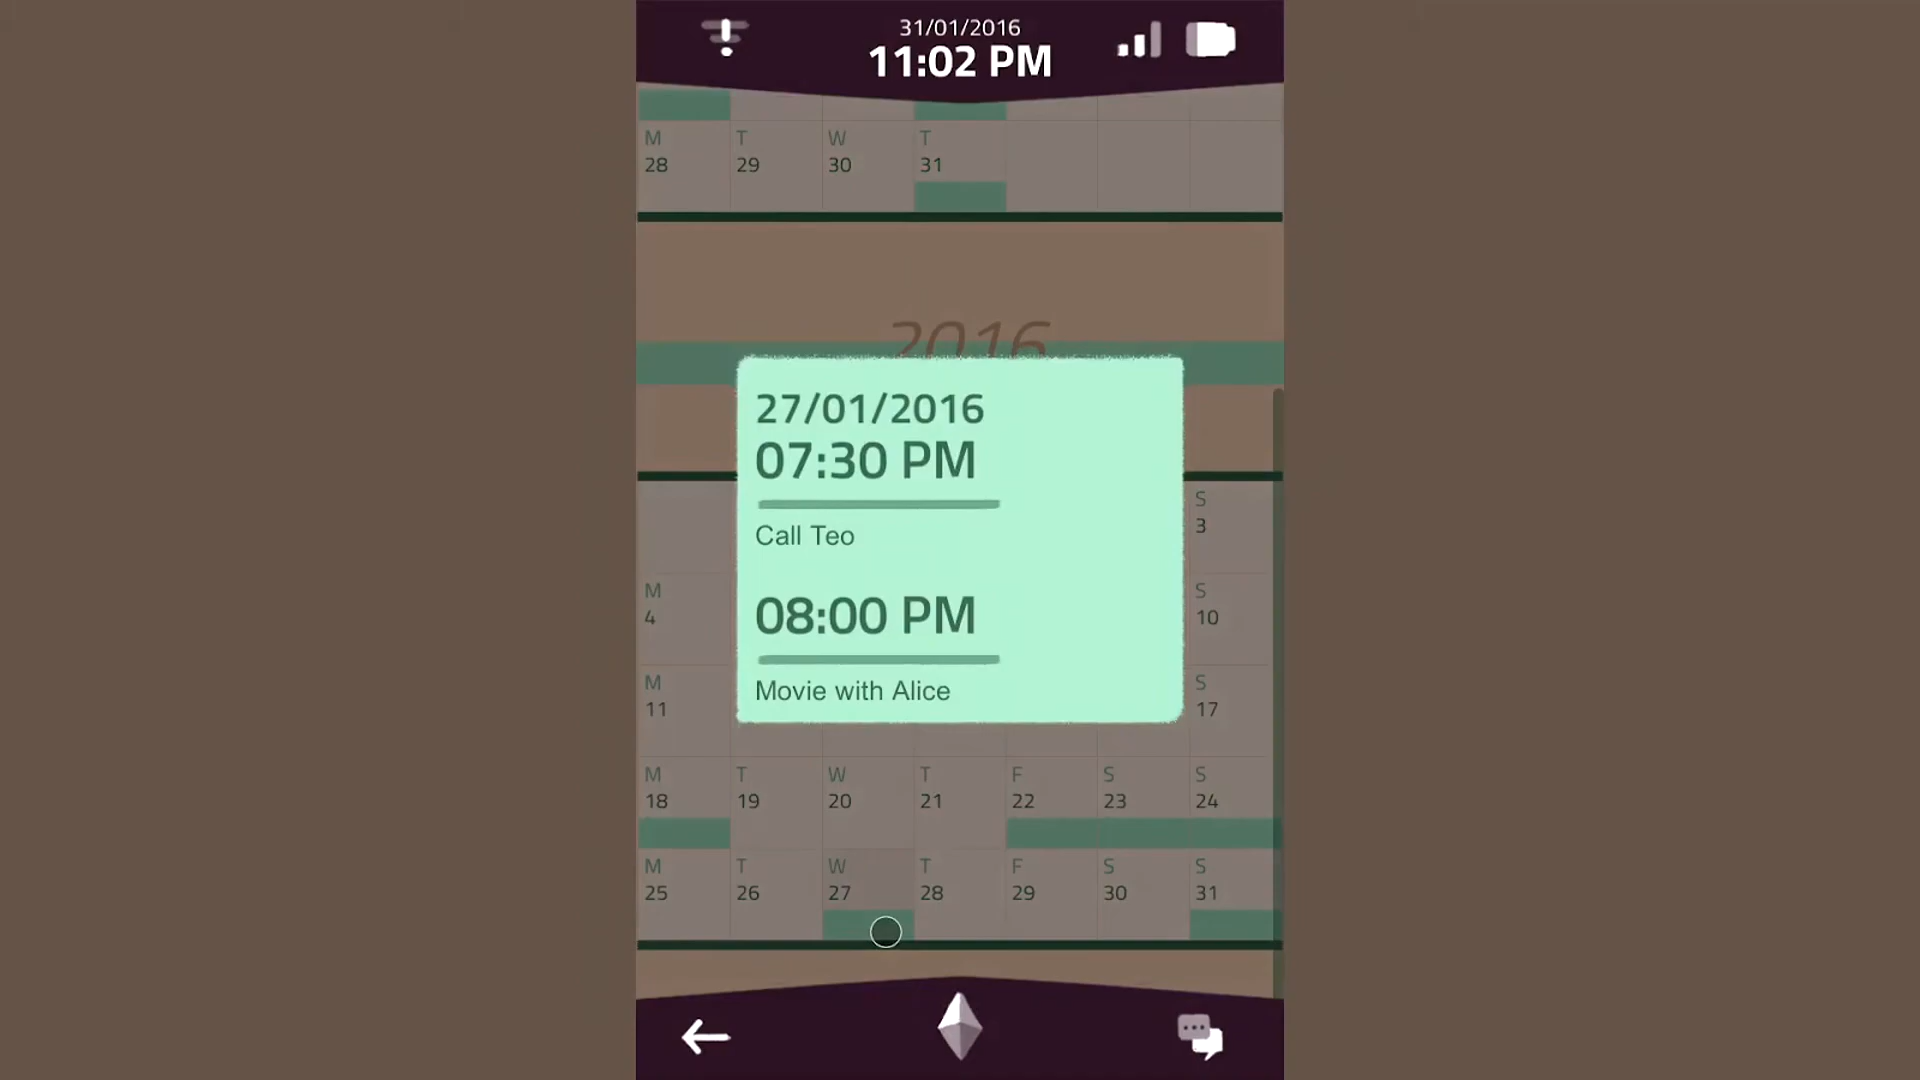 31/01/2016
11:02 PM
M T W T
28 29 30 31
2016
27/01/2016
07:30 PM
Call Teo
08:00 PM
Movie with Alice
S
3
M S
4 10
M S
11 17
M T W T F S S
18 19 20 21 22 23 24
M T W T F S S
25 26 27 28 29 30 31